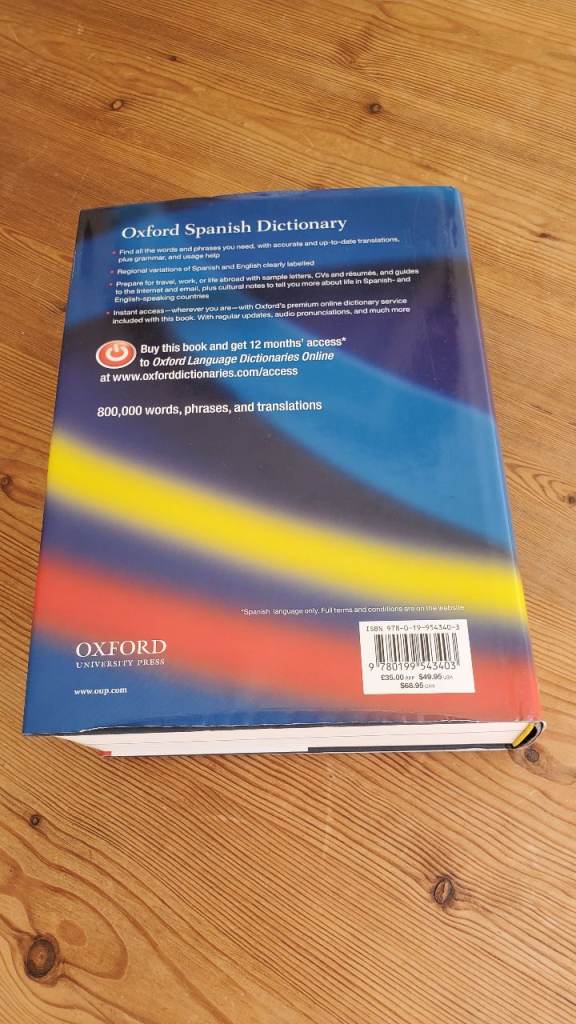 Oxford Spanish Dictionary
• Find all the words and phrases you need, with accurate and up-to-date translations,
plus grammar, and usage help
• Regional variations of Spanish and English clearly labelled
• Prepare for travel, work, or life abroad with sample letters, CVs and résumés, and guides
to the Internet and email, plus cultural notes to tell you more about life in Spanish- and
English-speaking countries
• Instant access—wherever you are—with Oxford's premium online dictionary service
included with this book. With regular updates, audio pronunciations, and much more
Buy this book and get 12 months' access*
to Oxford Language Dictionaries Online
at www.oxforddictionaries.com/access
800,000 words, phrases, and translations
*Spanish language only. Full terms and conditions are on the website
ISBN 978-0-19-954340-3
9 780199 543403
£35.00 RRP $49.95 USA
$68.95 CAN
OXFORD
UNIVERSITY PRESS
www.oup.com